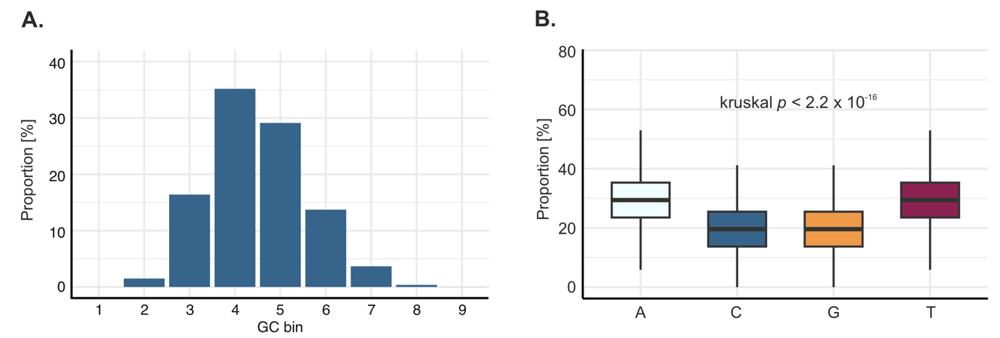 A.
Proportion [%]
40
30
20
10
0
1 2 3 4 5 6 7 8 9
GC bin
B.
Proportion [%]
80
60
40
20
0
kruskal p < 2.2 x 10⁻¹⁶
A C G T